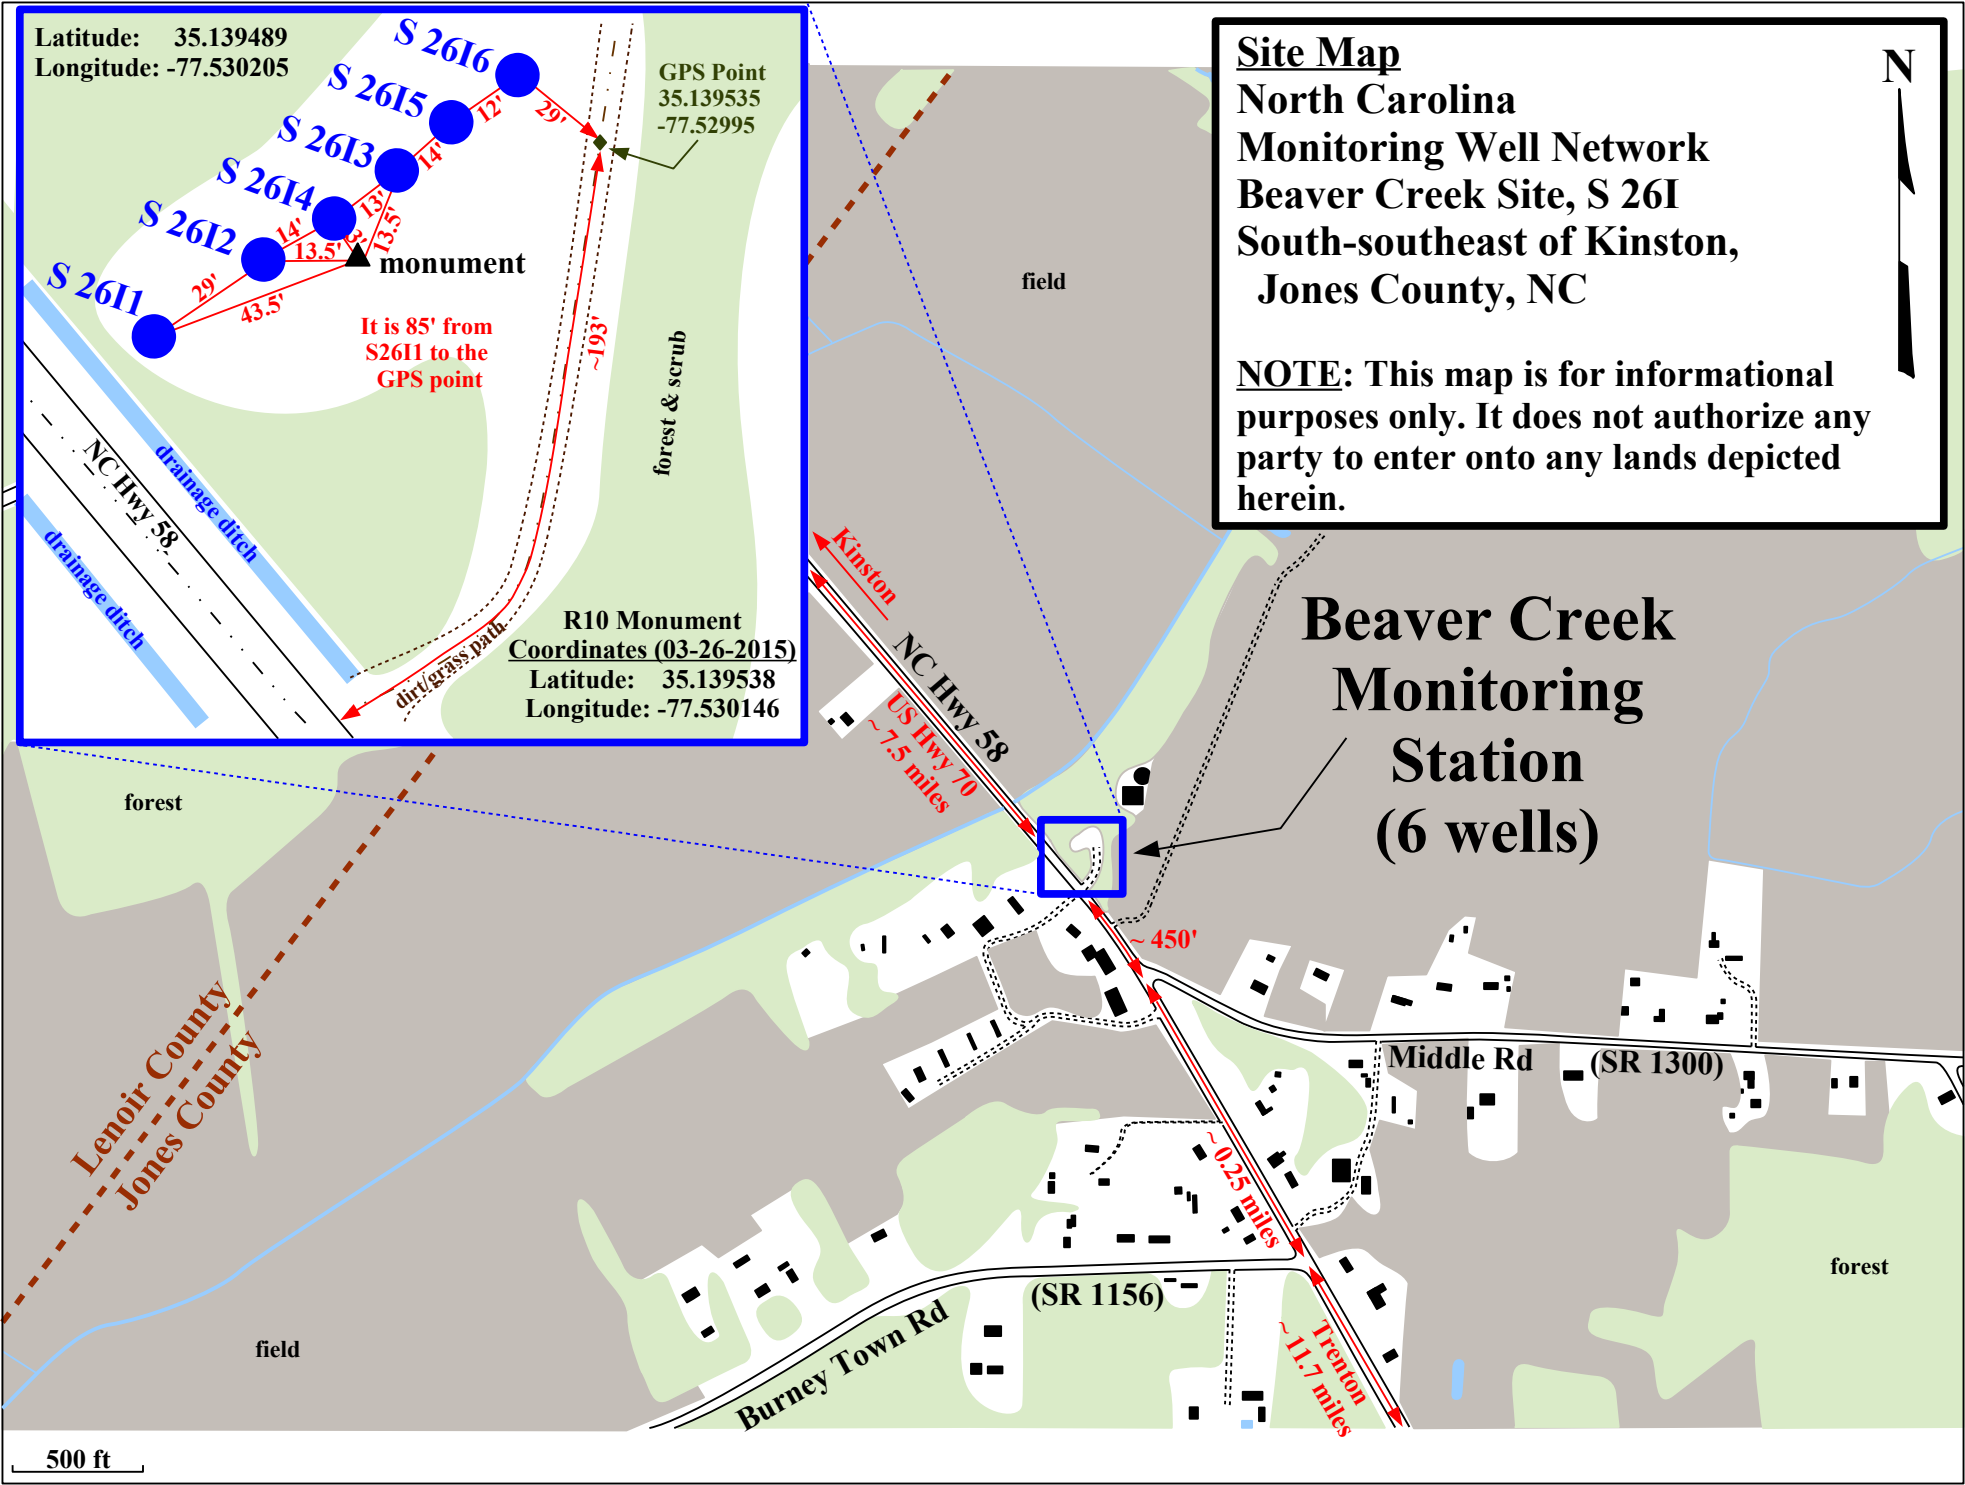 Latitude: 35.139489
Longitude: -77.530205
S 26I6
S 26I5
S 26I3
S 26I4
S 26I2
S 26I1
12'
29'
14'
13'
13.5'
3'
14'
13.5'
29'
43.5'
GPS Point
35.139535
-77.52995
monument
It is 85' from
S26I1 to the
GPS point
~193'
forest & scrub
NC Hwy 58
drainage ditch
drainage ditch
dirt/grass path
R10 Monument
Coordinates (03-26-2015)
Latitude: 35.139538
Longitude: -77.530146
Site Map
North Carolina
Monitoring Well Network
Beaver Creek Site, S 26I
South-southeast of Kinston,
Jones County, NC
NOTE: This map is for informational
purposes only. It does not authorize any
party to enter onto any lands depicted
herein.
N
field
Kinston
NC Hwy 58
US Hwy 70
~ 7.5 miles
Beaver Creek
Monitoring
Station
(6 wells)
forest
~ 450'
Lenoir County
Jones County
Middle Rd
(SR 1300)
~ 0.25 miles
forest
(SR 1156)
Burney Town Rd
Trenton
~ 11.7 miles
field
500 ft